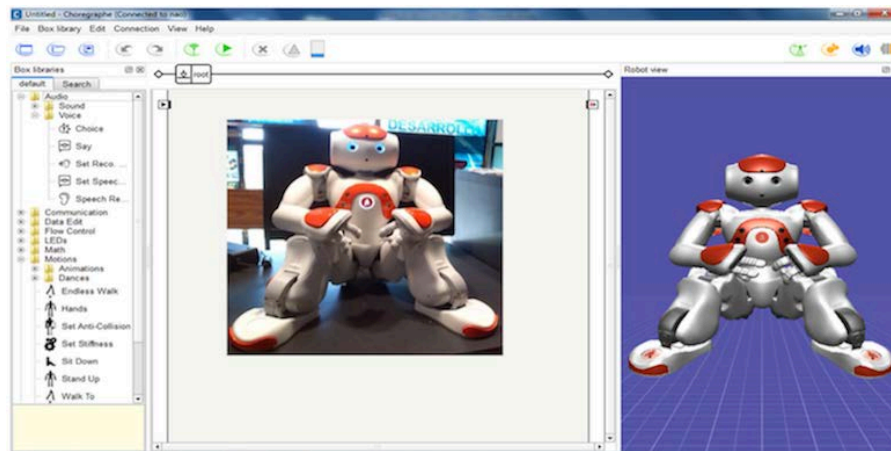 Untitled - Choregraphe (Connected to nao)
File Box library Edit Connection View Help
Box libraries
default Search
root
Robot view
Audio
Sound
Voice
Choice
Say
Set Reco. ...
Set Speec...
Speech Re...
Communication
Data Edit
Flow Control
LEDs
Math
Motions
Animations
Dances
Endless Walk
Hands
Set Anti-Collision
Set Stiffness
Sit Down
Stand Up
Walk To
DESARROLLO